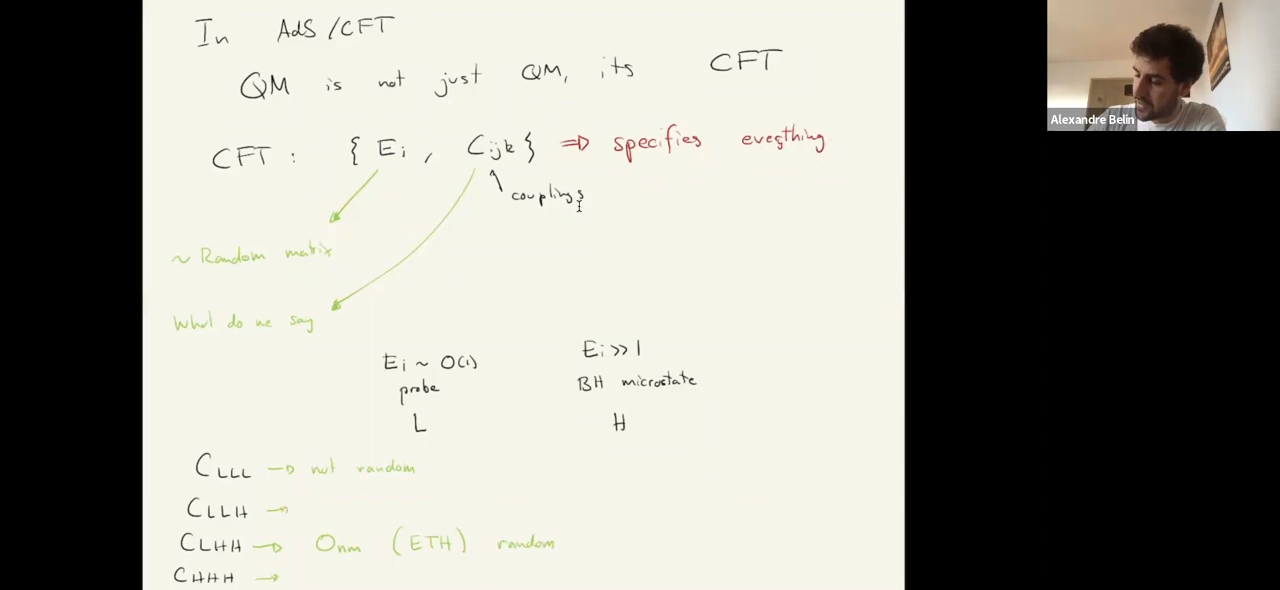 In AdS/CFT
Alexandre Belin
QM is not just QM, its CFT
CFT : { Ei , Cijk } ⇒ specifies everything
couplings
~ Random matrix
What do we say
Ei ~ O(1) Ei >> 1
probe BH microstate
L H
CLLL → not random
CLLH →
CLHH → Onm (ETH) random
CHHH →